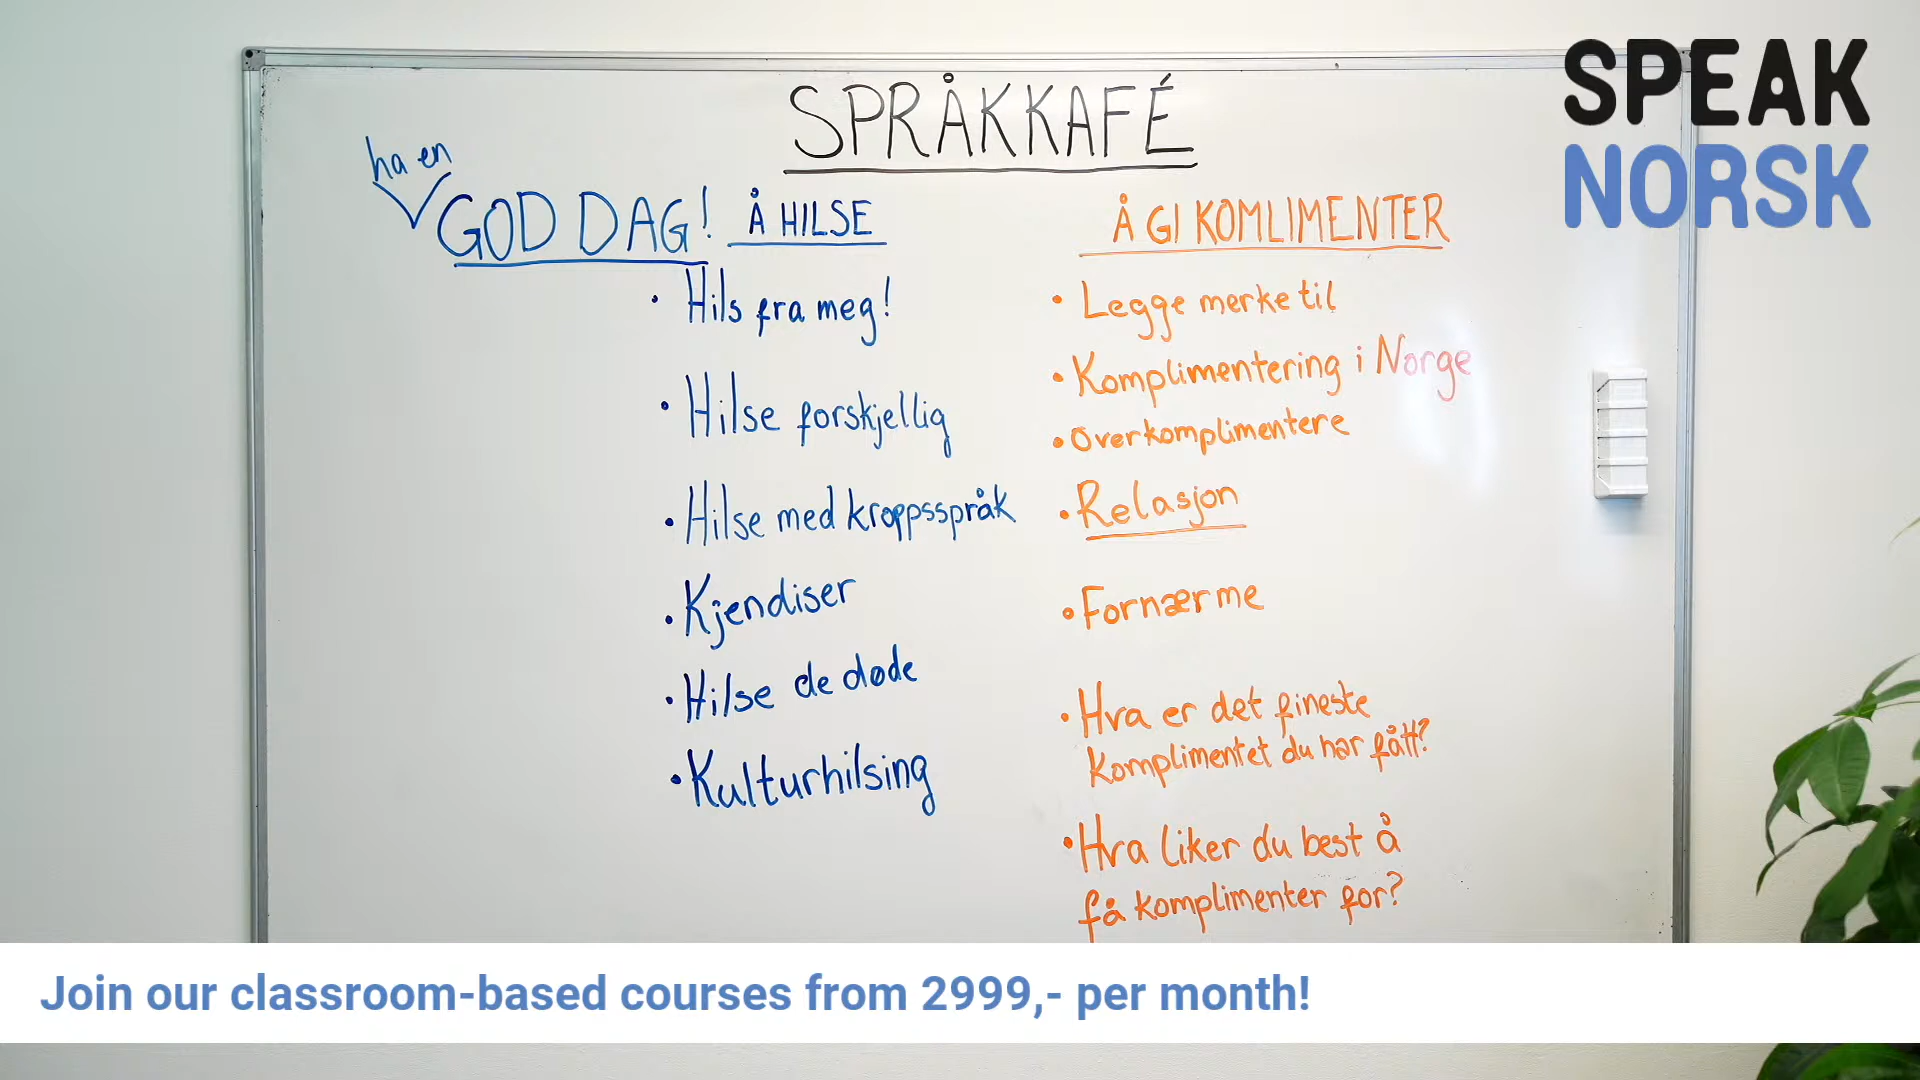 SPRÅKKAFÉ
SPEAK
NORSK
ha en
GOD DAG!
Å HILSE
• Hils fra meg!
• Hilse forskjellig
• Hilse med kroppsspråk
• Kjendiser
• Hilse de døde
• Kulturhilsing
Å GI KOMLIMENTER
• Legge merke til
• Komplimentering i Norge
• Overkomplimentere
• Relasjon
• Fornærme
• Hva er det fineste
komplimentet du har fått?
• Hva liker du best å
få komplimenter for?
Join our classroom-based courses from 2999,- per month!